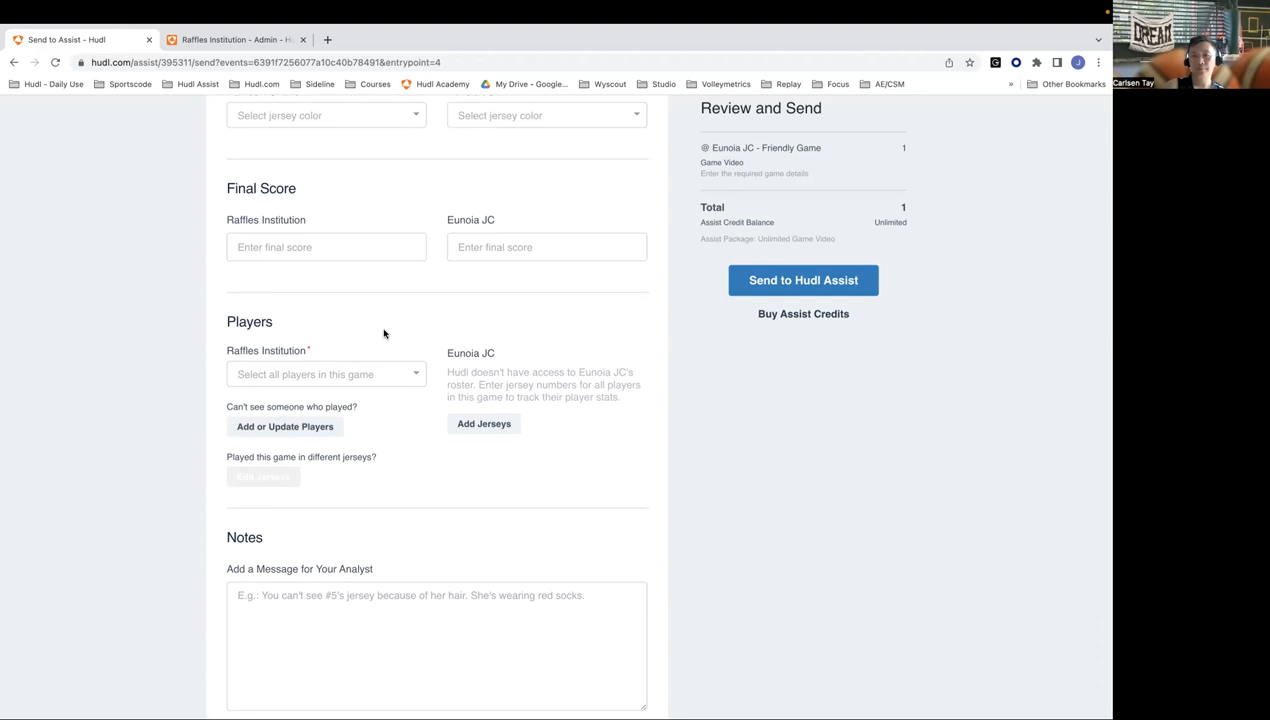 Send to Assist - Hudl
Raffles Institution - Admin - H
hudl.com/assist/395311/send?events=6391f7256077a10c40b78491&entrypoint=4
Hudl - Daily Use
Sportscode
Hudl Assist
Hudl.com
Sideline
Courses
Hudl Academy
My Drive - Google...
Wyscout
Studio
Volleymetrics
Replay
Focus
AE/CSM
»
Other Bookmarks
DREA
Carlsen Tay
Select jersey color
Select jersey color
Final Score
Raffles Institution
Eunoia JC
Enter final score
Enter final score
Players
Raffles Institution*
Select all players in this game
Can't see someone who played?
Add or Update Players
Played this game in different jerseys?
Edit Jerseys
Eunoia JC
Hudl doesn't have access to Eunoia JC's
roster. Enter jersey numbers for all players
in this game to track their player stats.
Add Jerseys
Notes
Add a Message for Your Analyst
E.g.: You can't see #5's jersey because of her hair. She's wearing red socks.
Review and Send
@ Eunoia JC - Friendly Game 1
Game Video
Enter the required game details
Total 1
Assist Credit Balance Unlimited
Assist Package: Unlimited Game Video
Send to Hudl Assist
Buy Assist Credits